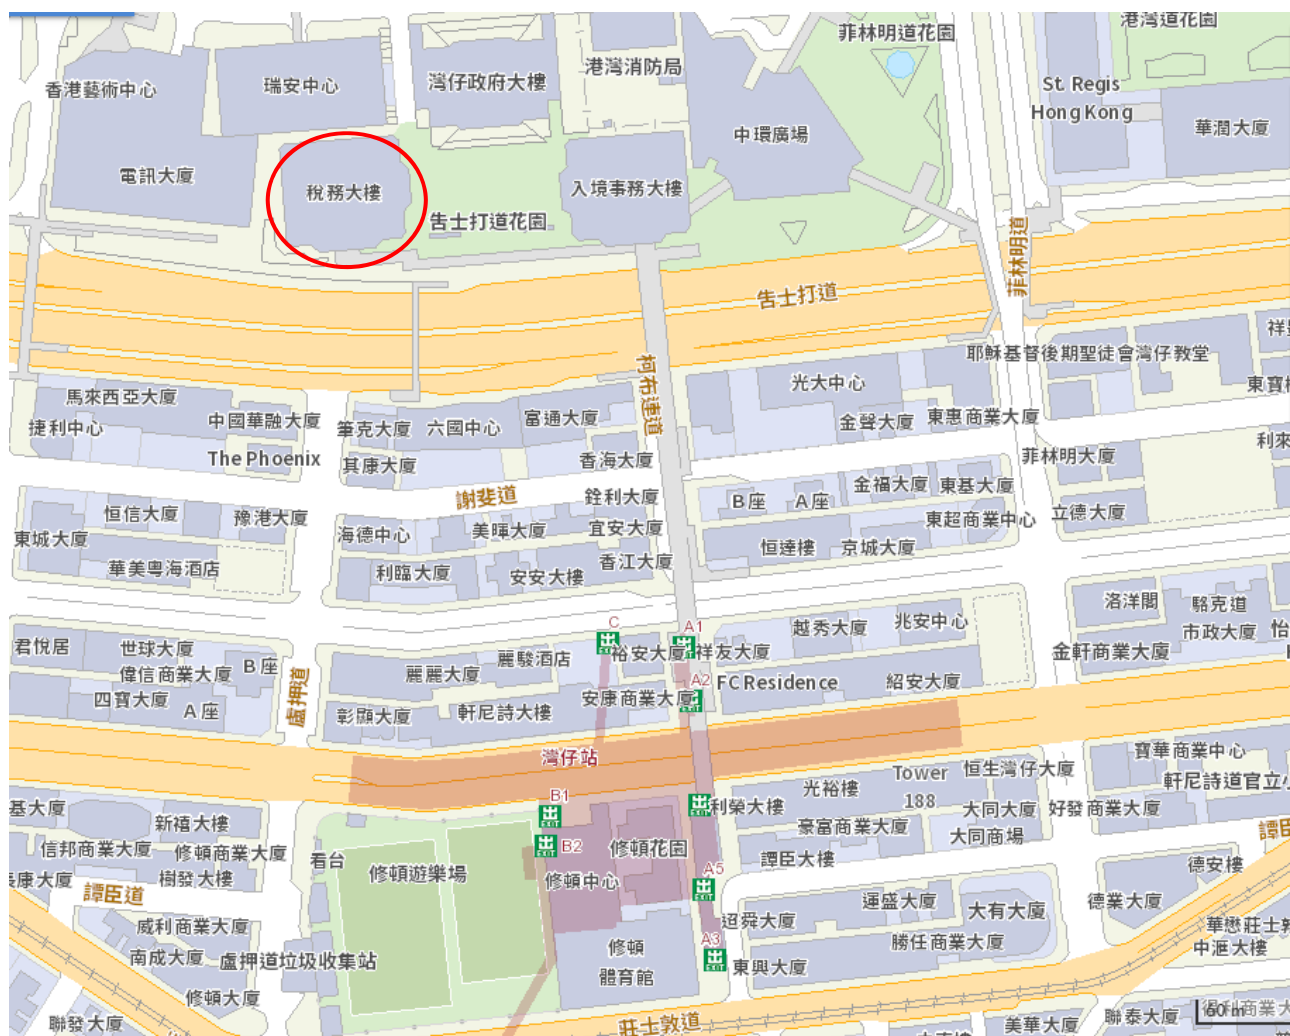 港灣道花園
菲林明道花園
港灣消防局
灣仔政府大樓
瑞安中心
香港藝術中心
St. Regis
Hong Kong
華潤大廈
中環廣場
電訊大廈
稅務大樓
入境事務大樓
告士打道花園
菲林明道
告士打道
耶穌基督後期聖徒會灣仔教堂
柯布連道
光大中心
馬來西亞大廈
中國華融大廈
捷利中心
筆克大廈
六國中心
富通大廈
金聲大廈
東惠商業大廈
The Phoenix
其康大廈
香海大廈
菲林明大廈
謝斐道
銓利大廈
B座
A座
金福大廈
東基大廈
恒信大廈
豫港大廈
東城大廈
海德中心
美暉大廈
宜安大廈
東超商業中心
立德大廈
恒達樓
京城大廈
華美粵海酒店
利臨大廈
安安大樓
香江大廈
洛洋閣
駱克道
市政大廈
C
A1
越秀大廈
兆安中心
君悅居
世球大廈
偉信商業大廈
B座
麗麗大廈
麗駿酒店
裕安大廈
祥友大廈
金軒商業大廈
A2
FC Residence
紹安大廈
四寶大廈
A座
盧押道
彰顯大廈
軒尼詩大樓
安康商業大廈
灣仔站
寶華商業中心
軒尼詩道官立小
Tower
188
恒生灣仔大廈
光裕樓
B1
利榮大樓
大同大廈
好發商業大廈
基大廈
新禧大樓
豪富商業大廈
大同商場
信邦商業大廈
修頓商業大廈
看台
B2
修頓花園
譚臣大樓
德安樓
康大廈
樹發大樓
修頓遊樂場
修頓中心
A5
譚臣道
運盛大廈
大有大廈
德業大廈
威利商業大廈
迢舜大廈
南成大廈
盧押道垃圾收集站
修頓
體育館
A3
勝任商業大廈
中滙大樓
東興大廈
修頓大廈
聯發大廈
莊士敦道
美華大廈
聯泰大廈
60 m
出
EXIT
出
EXIT
出
EXIT
出
EXIT
出
EXIT
出
EXIT
出
EXIT
出
EXIT